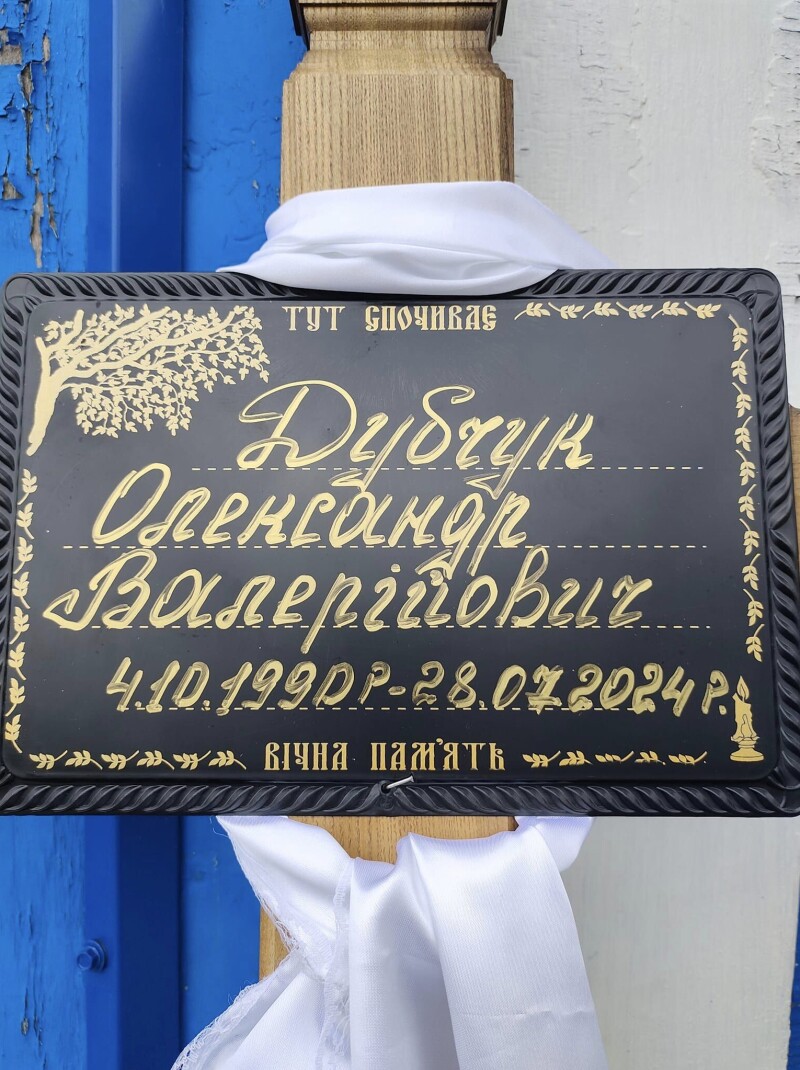 ТУТ СПОЧИВАЄ
Дубчук
Олександр
Валерійович
4.10.1990р-28.07.2024р.
ВІЧНА ПАМ'ЯТЬ